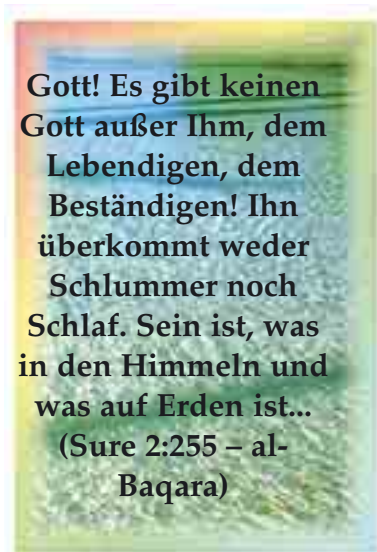 Gott! Es gibt keinen
Gott außer Ihm, dem
Lebendigen, dem
Beständigen! Ihn
überkommt weder
Schlummer noch
Schlaf. Sein ist, was
in den Himmeln und
was auf Erden ist...
(Sure 2:255 – al-
Baqara)